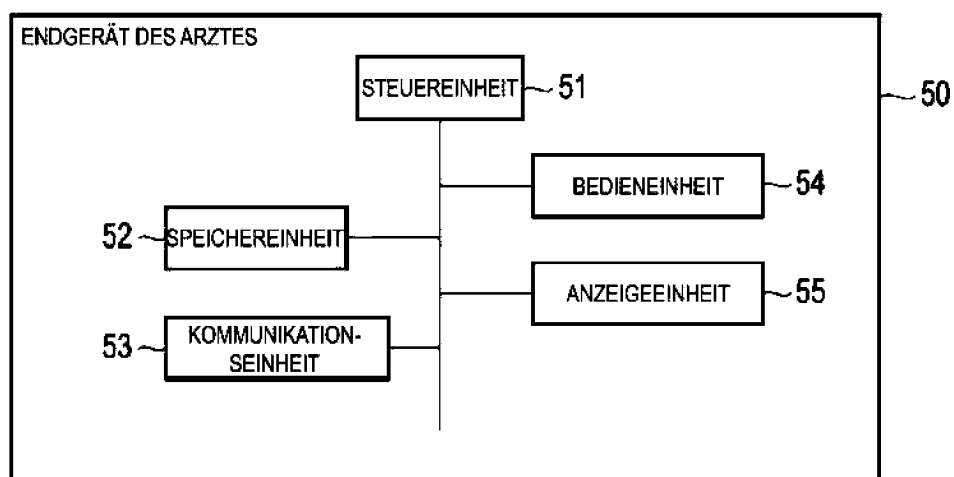 ENDGERÄT DES ARZTES
STEUEREINHEIT 51
50
BEDIENEINHEIT 54
52 SPEICHEREINHEIT
ANZEIGEEINHEIT 55
53 KOMMUNIKATION-
SEINHEIT